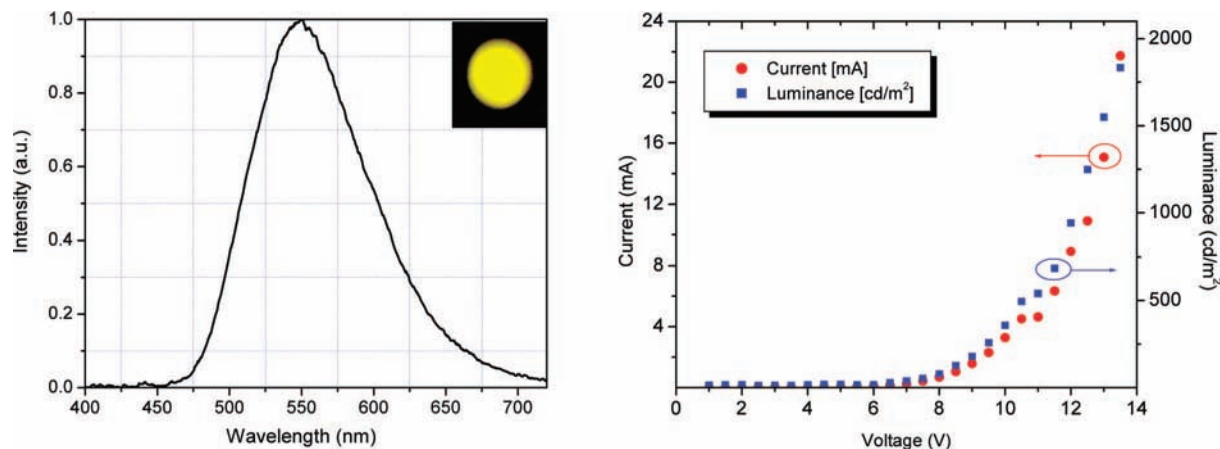 1.0
0.8
0.6
0.4
0.2
0.0
400 450 500 550 600 650 700
Intensity (a.u.)
Wavelength (nm)
24
20
16
12
8
4
2000
1500
1000
500
0 2 4 6 8 10 12 14
Current [mA]
Luminance [cd/m²]
Current (mA)
Luminance (cd/m²)
Voltage (V)